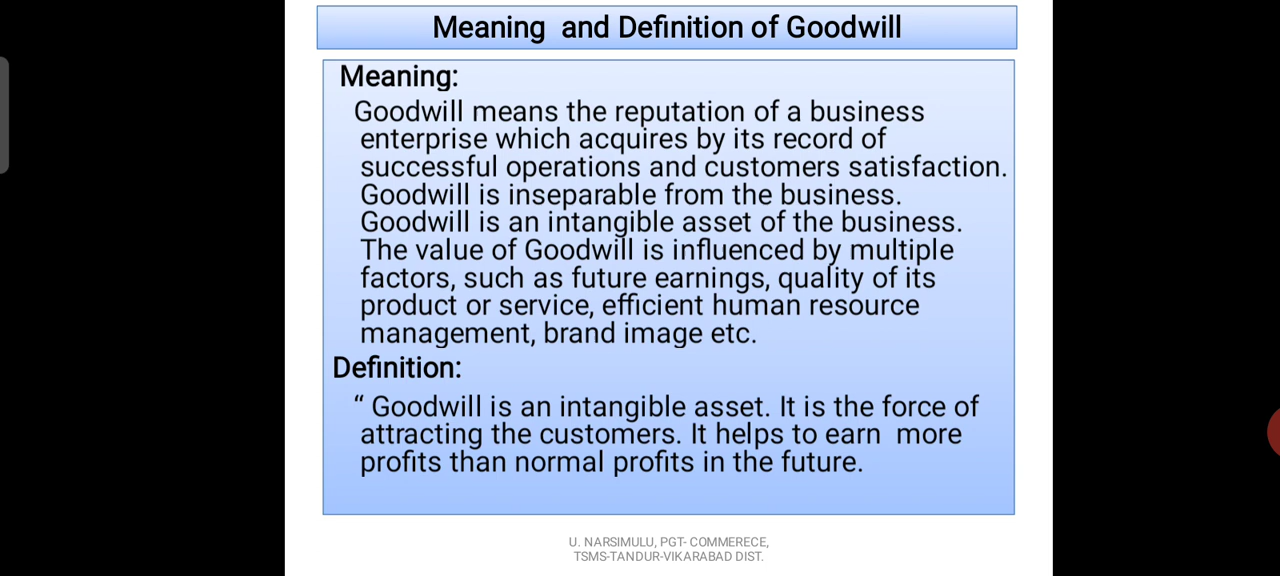 Meaning and Definition of Goodwill
Meaning:
Goodwill means the reputation of a business
enterprise which acquires by its record of
successful operations and customers satisfaction.
Goodwill is inseparable from the business.
Goodwill is an intangible asset of the business.
The value of Goodwill is influenced by multiple
factors, such as future earnings, quality of its
product or service, efficient human resource
management, brand image etc.
Definition:
“ Goodwill is an intangible asset. It is the force of
attracting the customers. It helps to earn more
profits than normal profits in the future.
U. NARSIMULU, PGT- COMMERECE,
TSMS-TANDUR-VIKARABAD DIST.